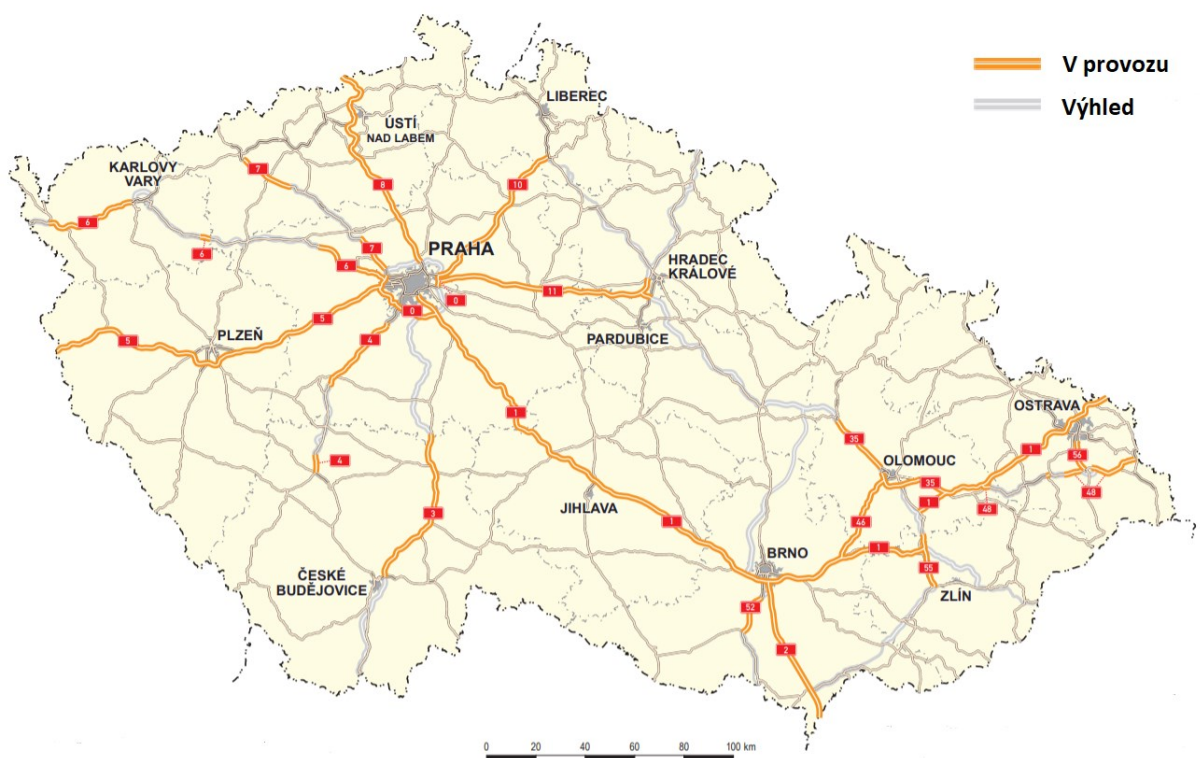 V provozu
Výhled
LIBEREC
ÚSTÍ
NAD LABEM
KARLOVY
VARY
7
8
10
6
6
7
PRAHA
6
HRADEC
KRÁLOVÉ
11
0
0
5
4
PLZEŇ
5
PARDUBICE
1
OSTRAVA
35
1
56
4
OLOMOUC
35
48
1
48
JIHLAVA
3
1
46
BRNO
1
55
ČESKÉ
BUDĚJOVICE
ZLÍN
52
2
0 20 40 60 80 100 km